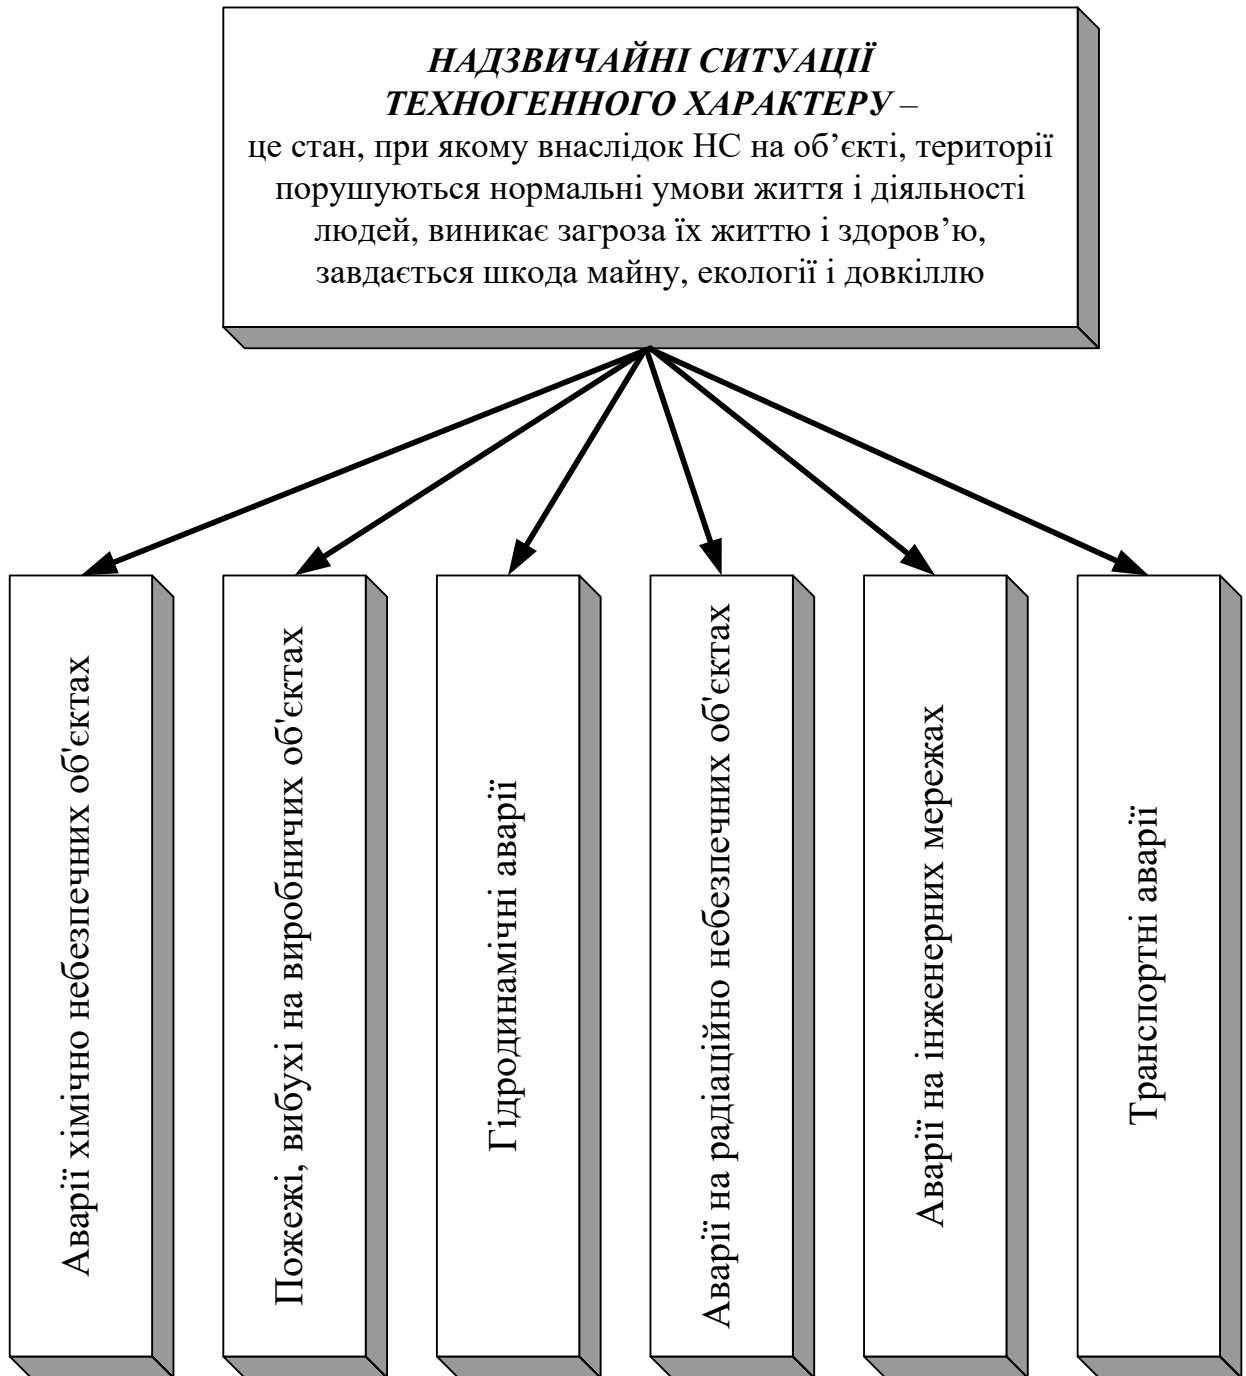 НАДЗВИЧАЙНІ СИТУАЦІЇ
ТЕХНОГЕННОГО ХАРАКТЕРУ –
це стан, при якому внаслідок НС на об’єкті, території
порушуються нормальні умови життя і діяльності
людей, виникає загроза їх життю і здоров’ю,
завдається шкода майну, екології і довкіллю
Аварії хімічно небезпечних об'єктах
Пожежі, вибухі на виробничих об'єктах
Гідродинамічні аварії
Аварії на радіаційно небезпечних об'єктах
Аварії на інженерних мережах
Транспортні аварії